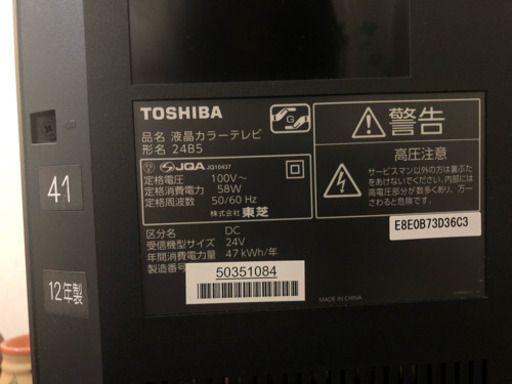 TOSHIBA
品名 液晶カラーテレビ
形名 24B5
JQA JQ10437
定格電圧 100V~
定格消費電力 58W
定格周波数 50/60 Hz
株式会社 東芝
区分名 DC
受信機型サイズ 24V
年間消費電力量 47 kWh/年
製造番号 50351084
G
警告
高圧注意
サービスマン以外の方は裏ぶた
をあけないでください。内部には
高電圧部分が数多くあり、万一
さわると危険です。
E8E0B73D36C3
MADE IN CHINA
41
12年製